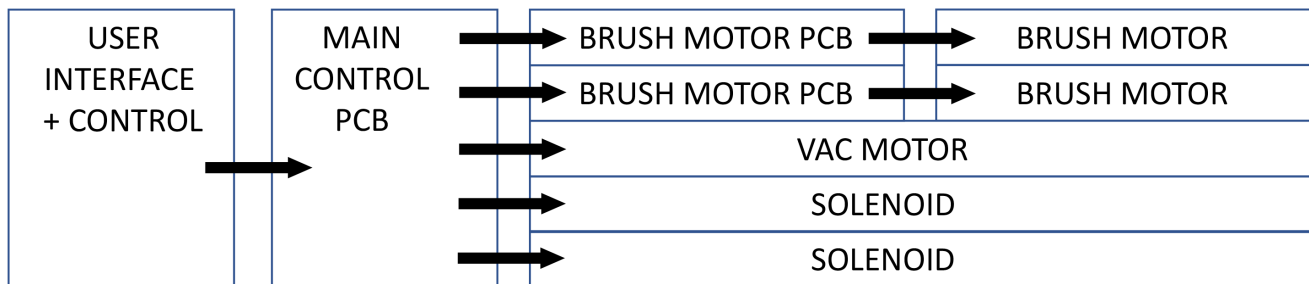 USER
INTERFACE
+ CONTROL
MAIN
CONTROL
PCB
BRUSH MOTOR PCB
BRUSH MOTOR
BRUSH MOTOR PCB
BRUSH MOTOR
VAC MOTOR
SOLENOID
SOLENOID